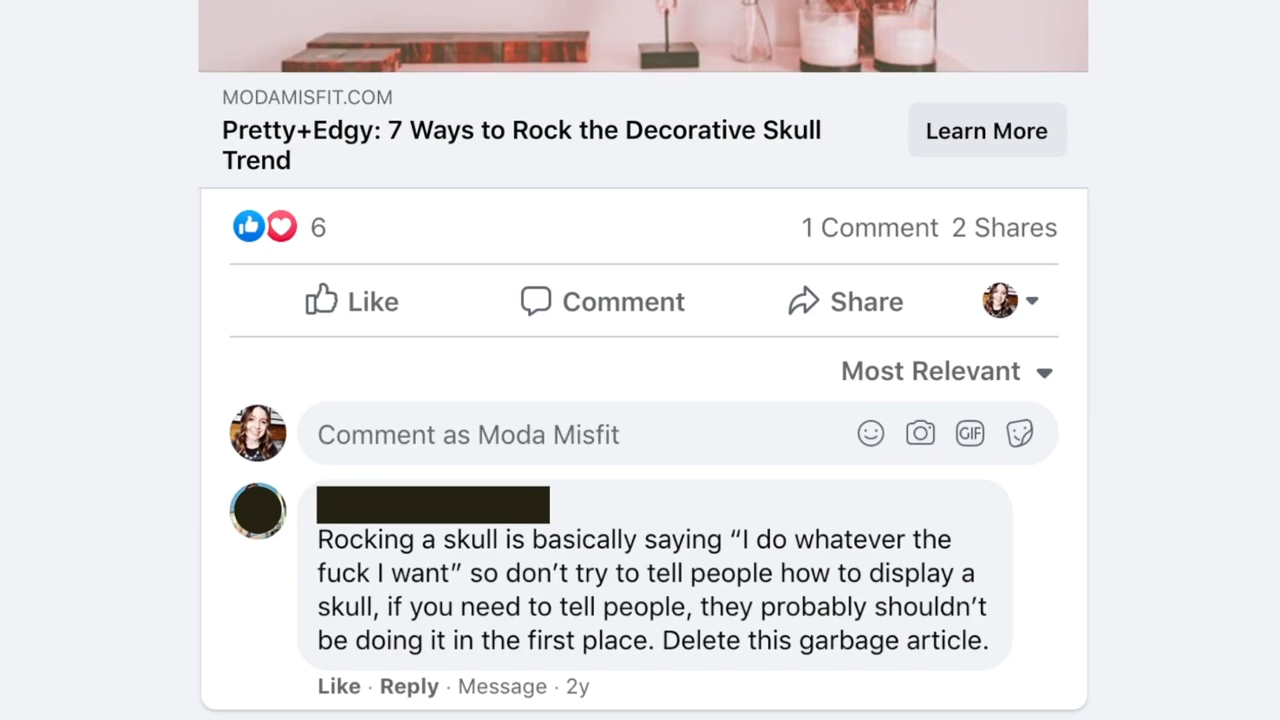 MODAMISFIT.COM
Pretty+Edgy: 7 Ways to Rock the Decorative Skull
Trend
Learn More
6
1 Comment 2 Shares
Like
Comment
Share
Most Relevant
Comment as Moda Misfit
GIF
Rocking a skull is basically saying “I do whatever the
fuck I want” so don’t try to tell people how to display a
skull, if you need to tell people, they probably shouldn’t
be doing it in the first place. Delete this garbage article.
Like · Reply · Message · 2y